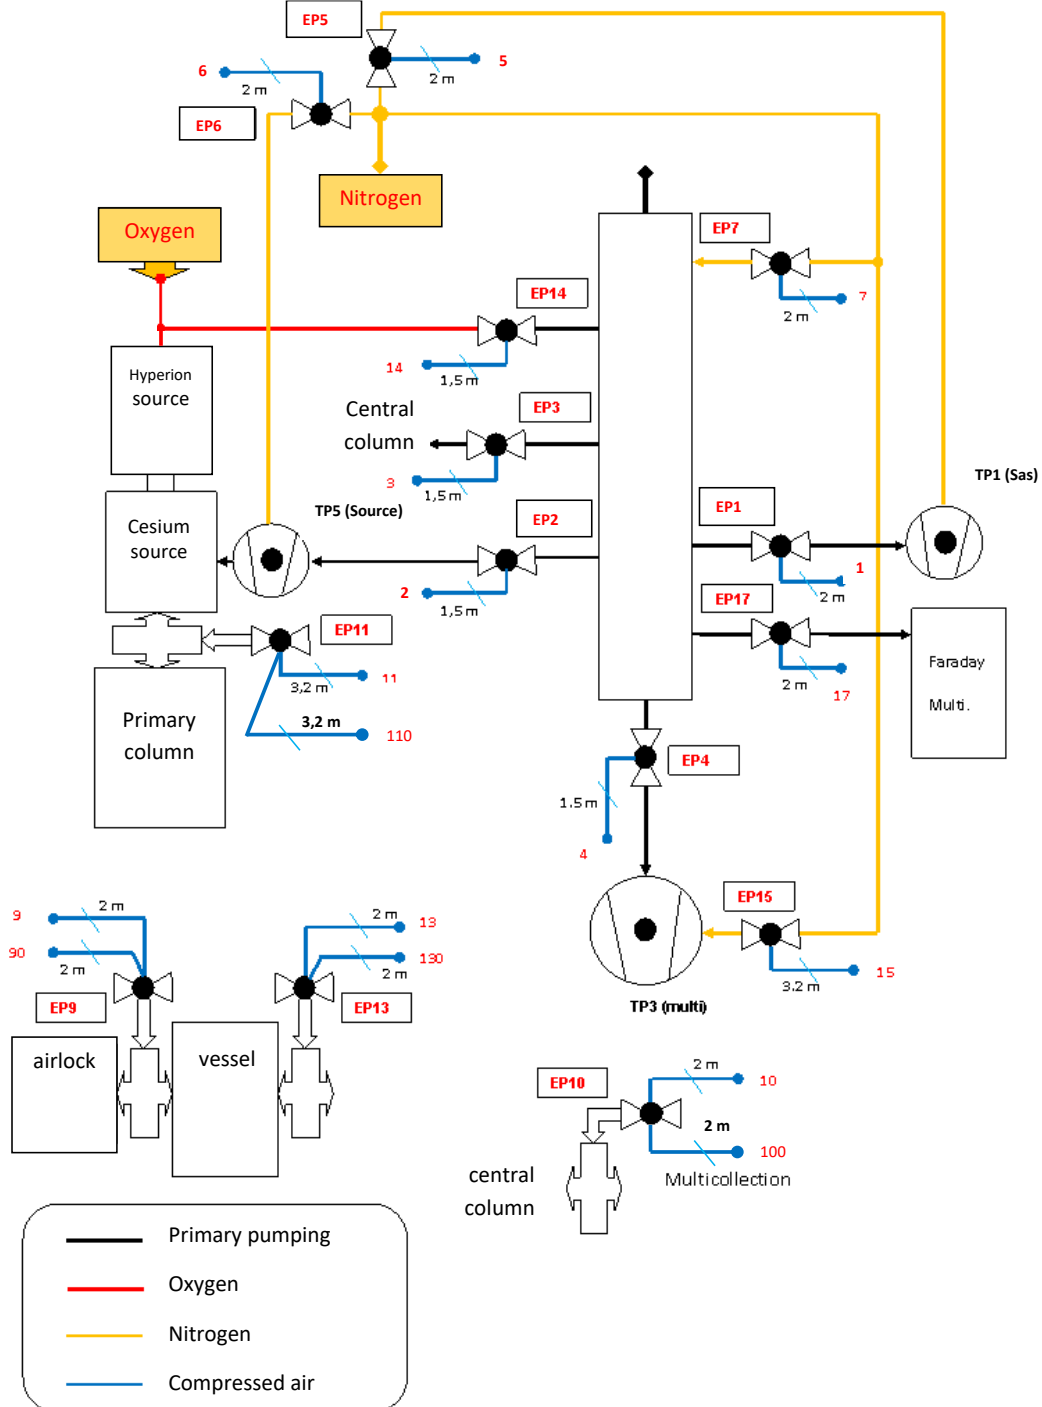 EP5
5
2 m
6
2 m
EP6
Nitrogen
Oxygen
EP7
7
2 m
EP14
14
1,5 m
Hyperion
source
Central
column
EP3
3
1,5 m
TP1 (Sas)
TP5 (Source)
EP2
EP1
Cesium
source
2
1,5 m
1
2 m
EP17
EP11
11
3,2 m
Faraday
Multi.
2 m
17
3,2 m
110
Primary
column
EP4
1.5 m
4
9
2 m
90
2 m
EP9
2 m
13
130
2 m
EP13
EP15
15
3.2 m
TP3 (multi)
airlock
vessel
EP10
2 m
10
2 m
100
Multicollection
central
column
Primary pumping
Oxygen
Nitrogen
Compressed air